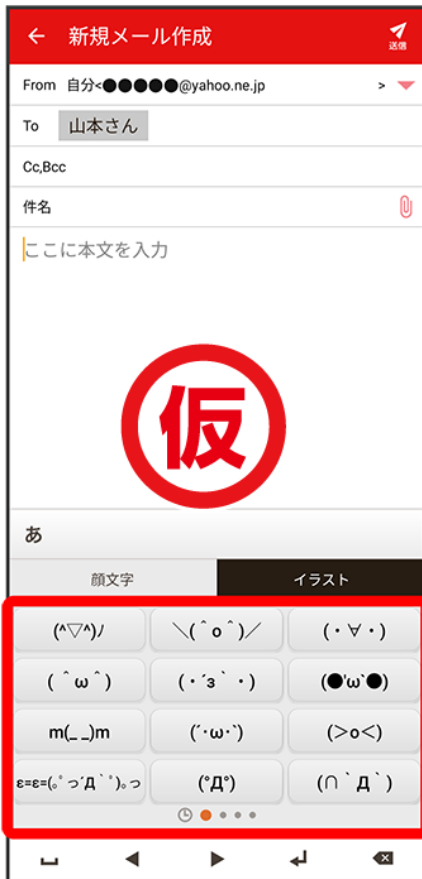 新規メール作成
送信
From 自分<●●●●●@yahoo.ne.jp >
To 山本さん
Cc,Bcc
件名
ここに本文を入力
仮
あ
顔文字 イラスト
(^▽^)ﾉ ＼(＾o＾)／ (・∀・)
(＾ω＾) (・´з｀・) (●'ω`●)
m(_ _)m (´･ω･`) (>o<)
ε=ε=(｡ﾟっ´Д｀ﾟ)｡っ (°Д°) (∩｀Д｀)